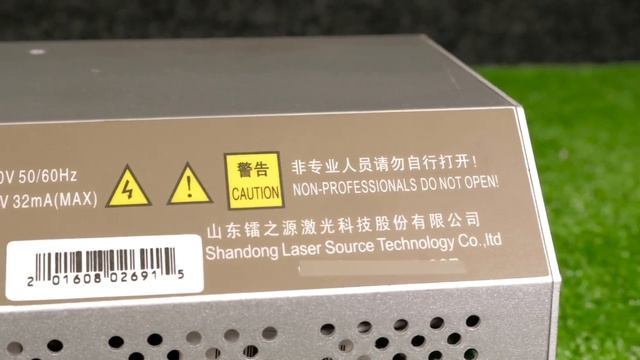 0V 50/60Hz
V 32mA(MAX)
警告
CAUTION
非专业人员请勿自行打开!
NON-PROFESSIONALS DO NOT OPEN!
山东镭之源激光科技股份有限公司
Shandong Laser Source Technology Co.,ltd
2 01608 02691 5